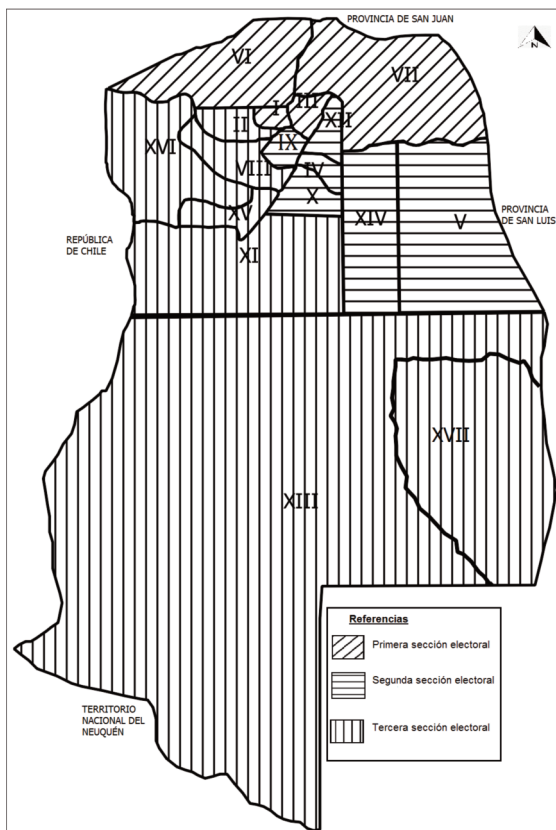 PROVINCIA DE SAN JUAN
N
VI
VII
I
III
XII
II
IX
XVI
VIII
IV
X
XV
XIV
V
PROVINCIA
DE SAN LUIS
REPÚBLICA
DE CHILE
XI
XVII
XIII
Referencias
Primera sección electoral
Segunda sección electoral
Tercera sección electoral
TERRITORIO
NACIONAL DEL
NEUQUÉN